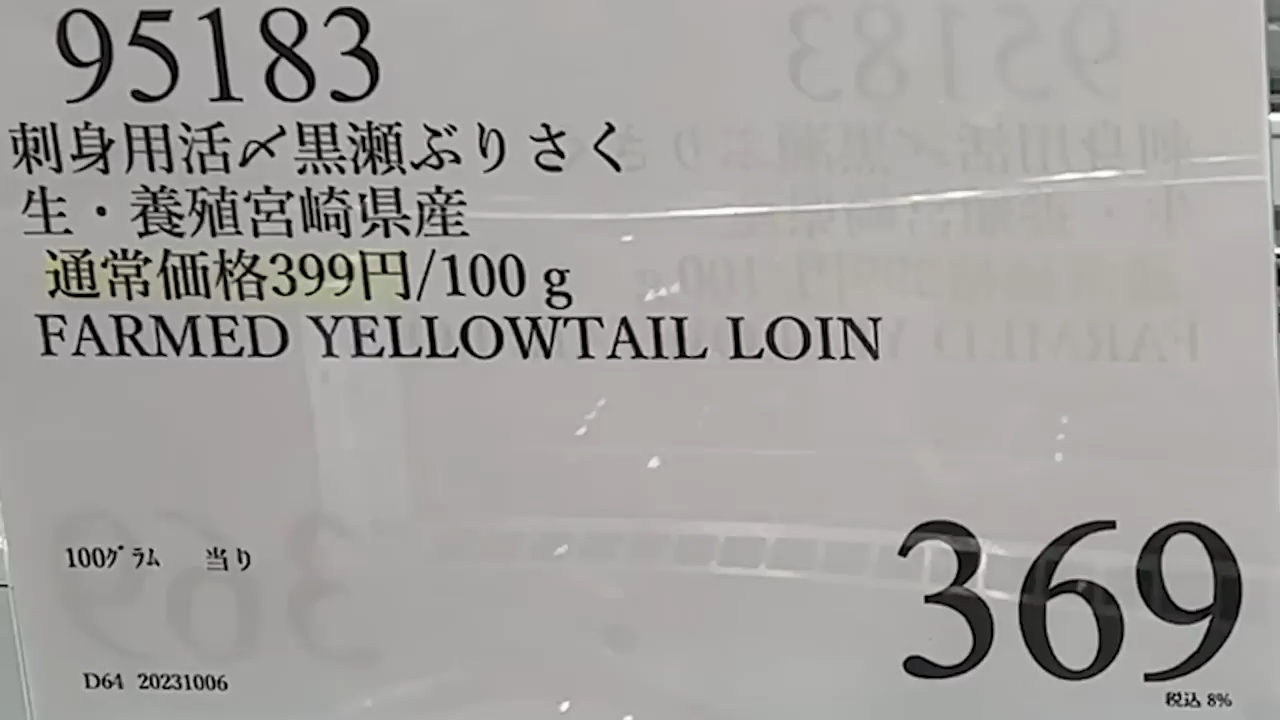 95183
刺身用活〆黒瀬ぶりさく
生・養殖宮崎県産
通常価格399円/100 g
FARMED YELLOWTAIL LOIN
100ｸﾞﾗﾑ 当り
369
税込 8%
D64 20231006